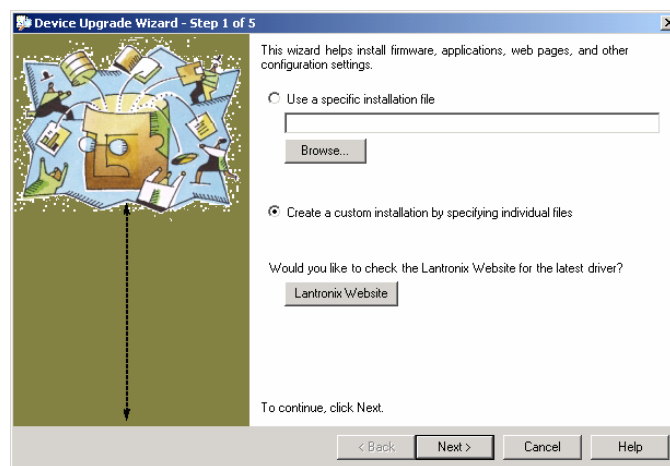 Device Upgrade Wizard - Step 1 of 5
This wizard helps install firmware, applications, web pages, and other
configuration settings.
Use a specific installation file
Browse...
Create a custom installation by specifying individual files
Would you like to check the Lantronix Website for the latest driver?
Lantronix Website
To continue, click Next.
< Back
Next >
Cancel
Help